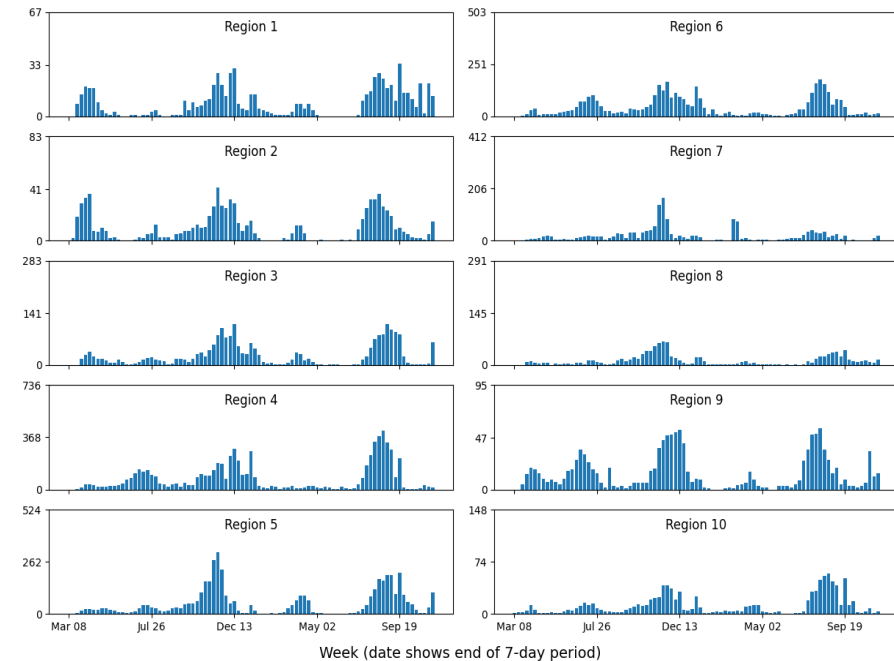 67
33
0
Region 1
503
251
0
Region 6
83
41
0
Region 2
412
206
0
Region 7
283
141
0
Region 3
291
145
0
Region 8
736
368
0
Region 4
95
47
0
Region 9
524
262
0
Region 5
148
74
0
Region 10
Mar 08 Jul 26 Dec 13 May 02 Sep 19
Mar 08 Jul 26 Dec 13 May 02 Sep 19
Week (date shows end of 7-day period)